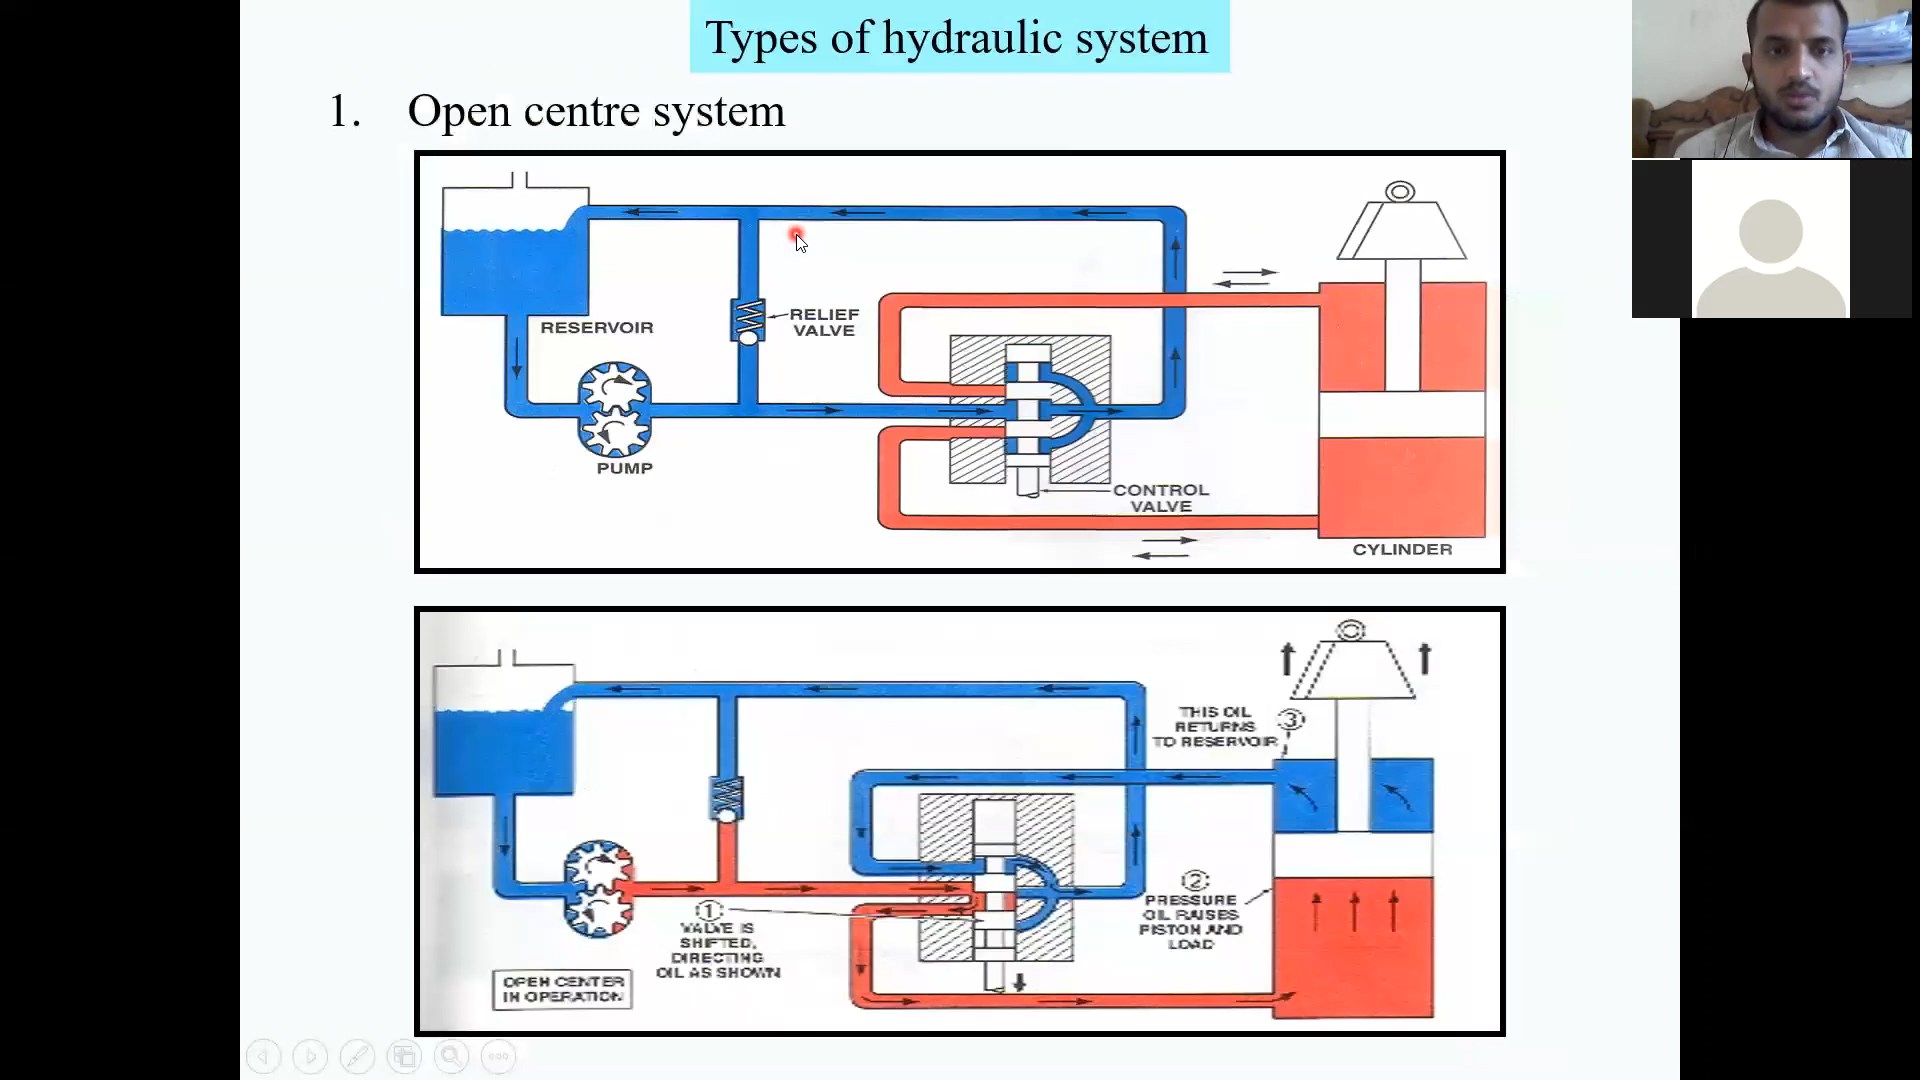 Types of hydraulic system
1. Open centre system
RESERVOIR
RELIEF
VALVE
PUMP
CONTROL
VALVE
CYLINDER
THIS OIL
RETURNS
TO RESERVOIR
3
2
PRESSURE
OIL RAISES
PISTON AND
LOAD
1
VALVE IS
SHIFTED,
DIRECTING
OIL AS SHOWN
OPEN CENTER
IN OPERATION